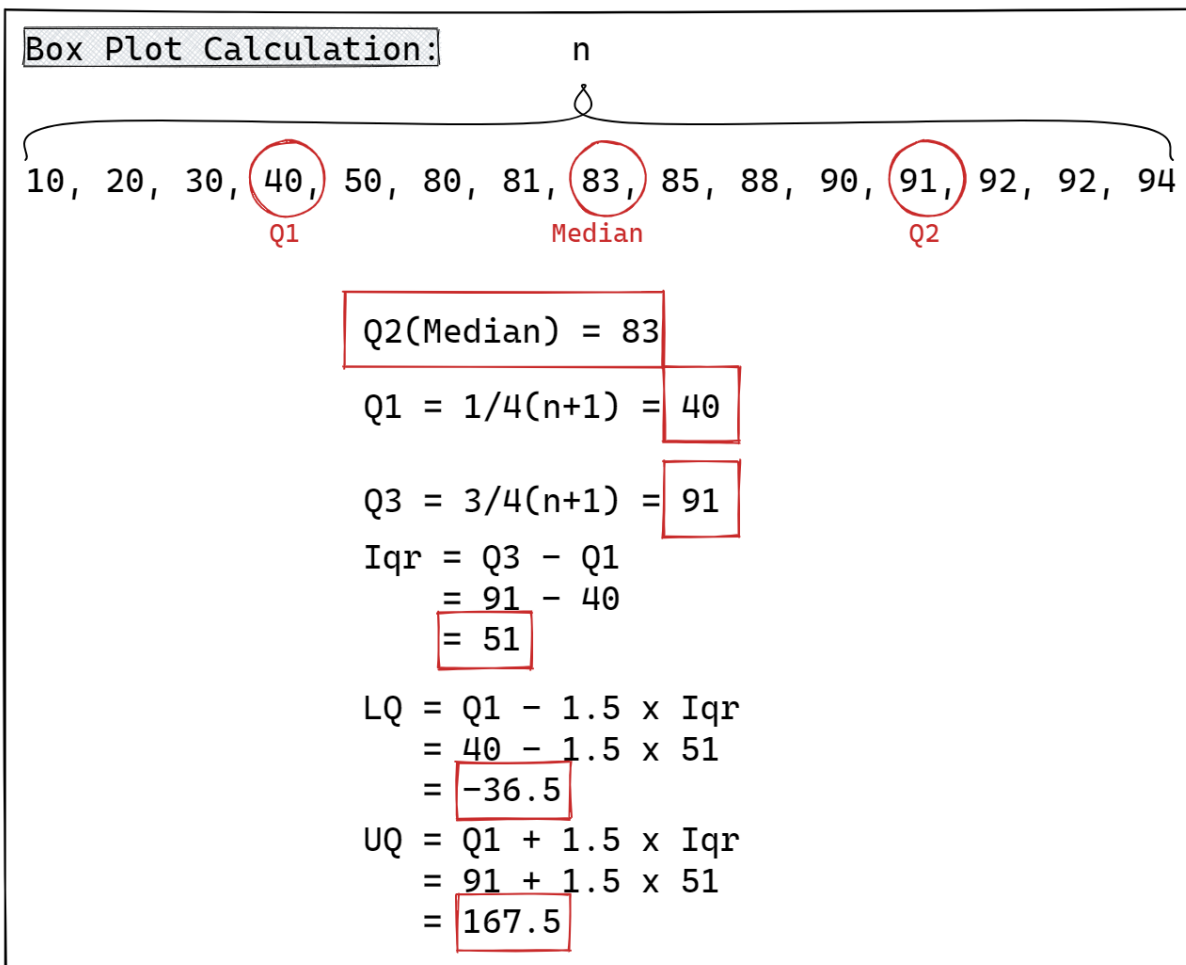 Box Plot Calculation:
n
10, 20, 30, 40, 50, 80, 81, 83, 85, 88, 90, 91, 92, 92, 94
Q1 Median Q2
Q2(Median) = 83
Q1 = 1/4(n+1) = 40
Q3 = 3/4(n+1) = 91
Iqr = Q3 − Q1
= 91 − 40
= 51
LQ = Q1 − 1.5 x Iqr
= 40 − 1.5 x 51
= −36.5
UQ = Q1 + 1.5 x Iqr
= 91 + 1.5 x 51
= 167.5